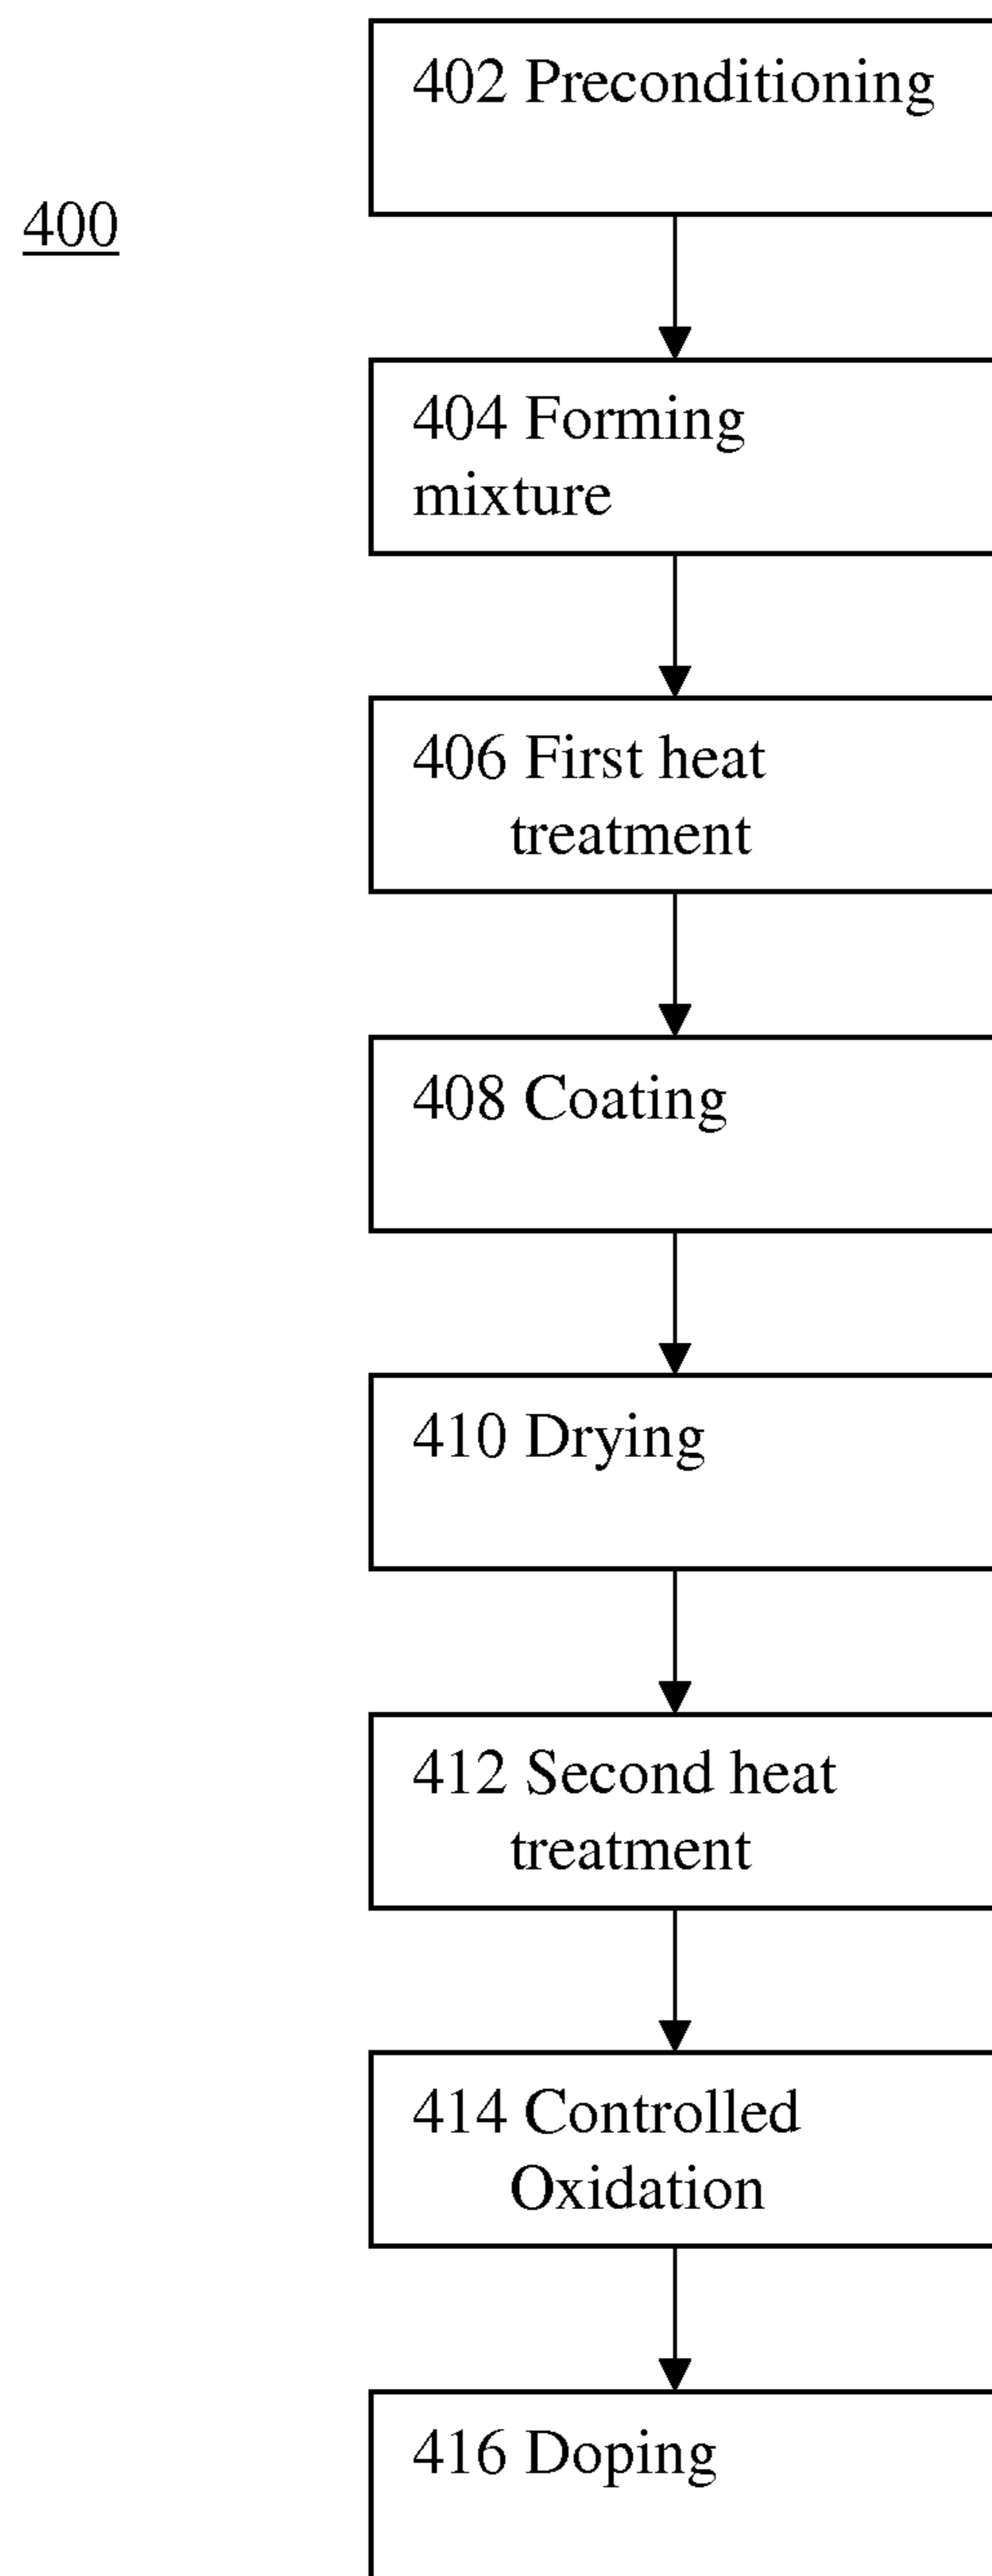 402 Preconditioning
400
404 Forming
mixture
406 First heat
treatment
408 Coating
410 Drying
412 Second heat
treatment
414 Controlled
Oxidation
416 Doping